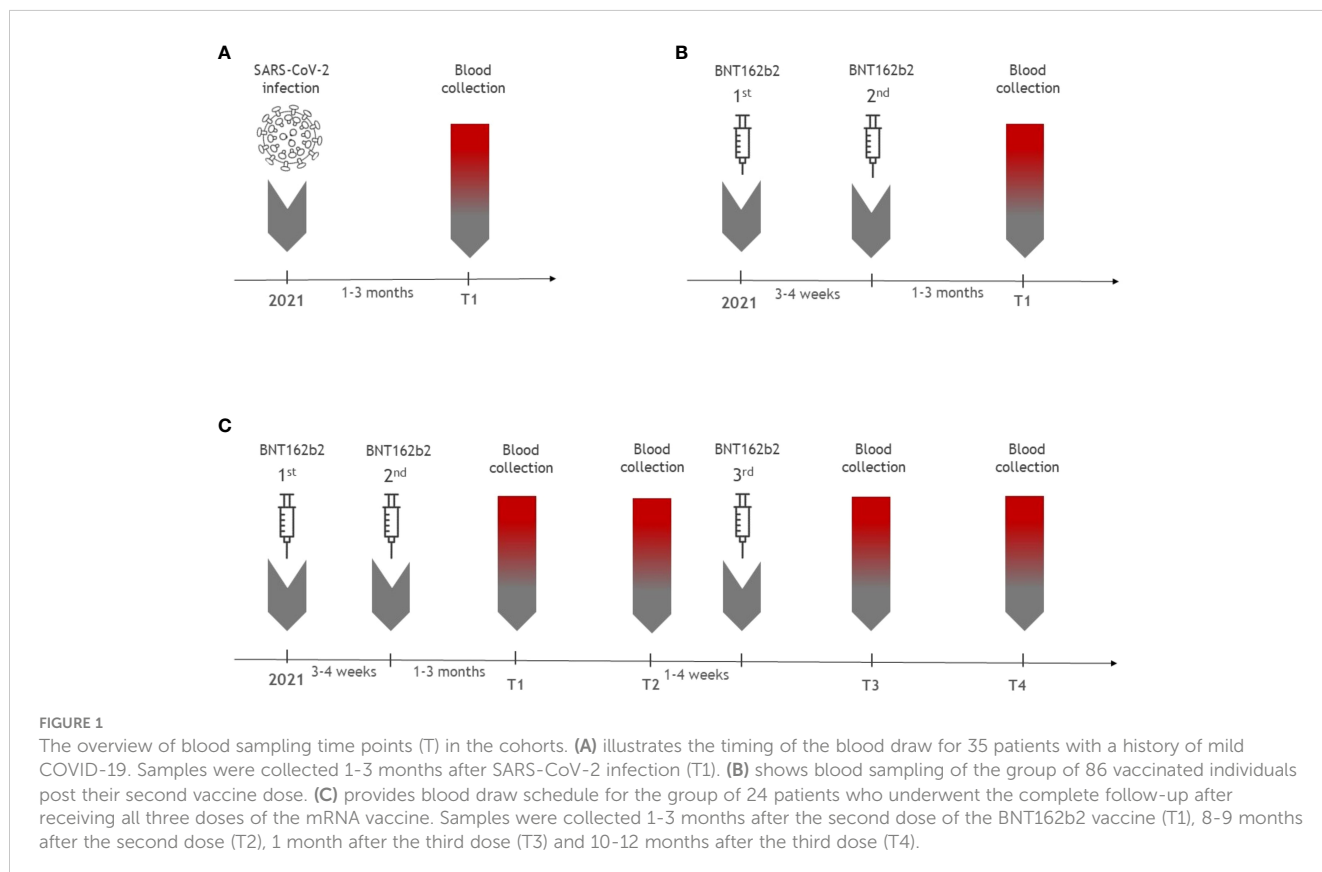 A
SARS-CoV-2
infection
Blood
collection
2021
1-3 months
T1
B
BNT162b2
1st
BNT162b2
2nd
Blood
collection
2021
3-4 weeks
1-3 months
T1
C
BNT162b2
1st
BNT162b2
2nd
Blood
collection
Blood
collection
BNT162b2
3rd
Blood
collection
Blood
collection
2021
3-4 weeks
1-3 months
T1
T2
1-4 weeks
T3
T4
FIGURE 1
The overview of blood sampling time points (T) in the cohorts. (A) illustrates the timing of the blood draw for 35 patients with a history of mild
COVID-19. Samples were collected 1-3 months after SARS-CoV-2 infection (T1). (B) shows blood sampling of the group of 86 vaccinated individuals
post their second vaccine dose. (C) provides blood draw schedule for the group of 24 patients who underwent the complete follow-up after
receiving all three doses of the mRNA vaccine. Samples were collected 1-3 months after the second dose of the BNT162b2 vaccine (T1), 8-9 months
after the second dose (T2), 1 month after the third dose (T3) and 10-12 months after the third dose (T4).